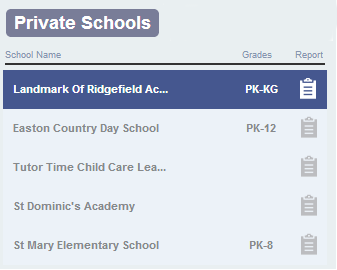 Private Schools
School Name Grades Report
Landmark Of Ridgefield Ac... PK-KG
Easton Country Day School PK-12
Tutor Time Child Care Lea...
St Dominic's Academy
St Mary Elementary School PK-8